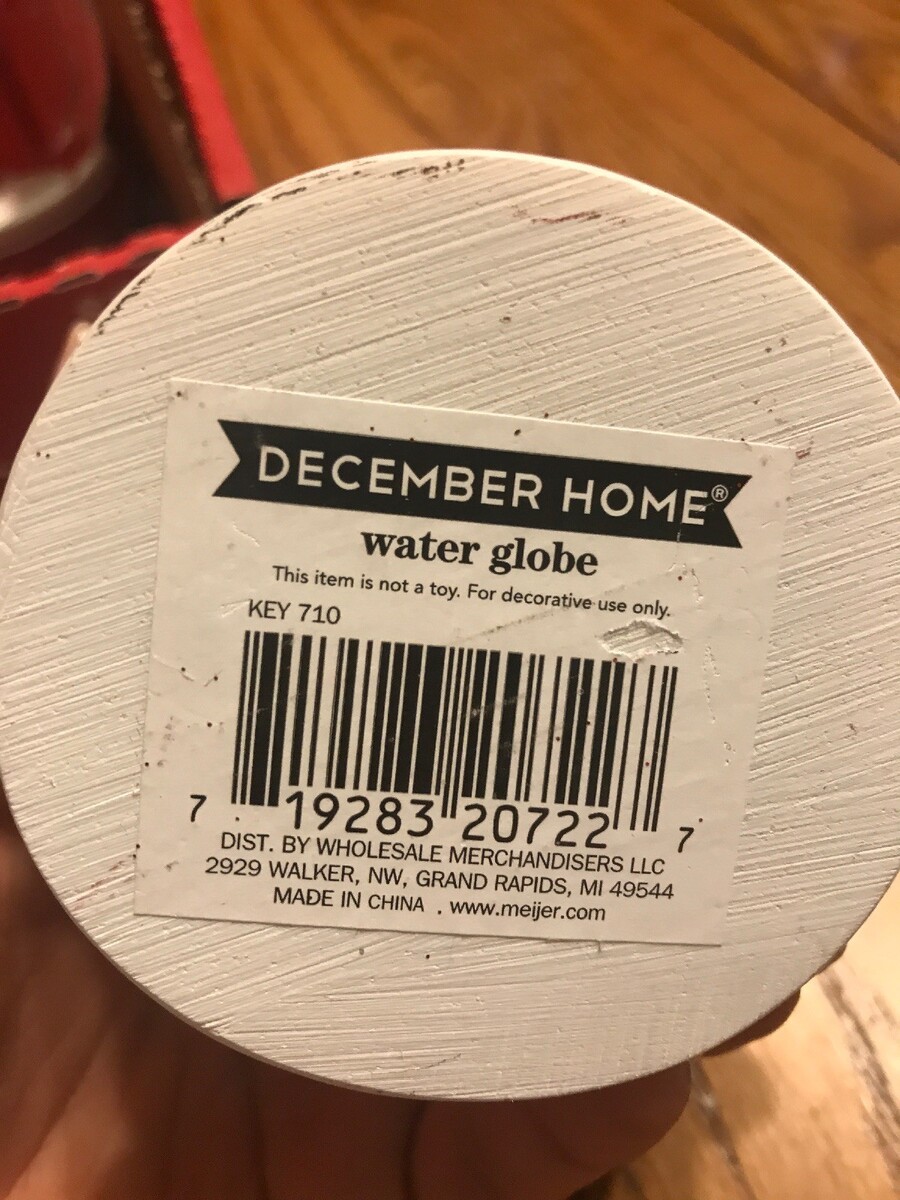 DECEMBER HOME®
water globe
This item is not a toy. For decorative use only.
KEY 710
7 19283 20722 7
DIST. BY WHOLESALE MERCHANDISERS LLC
2929 WALKER, NW, GRAND RAPIDS, MI 49544
MADE IN CHINA . www.meijer.com